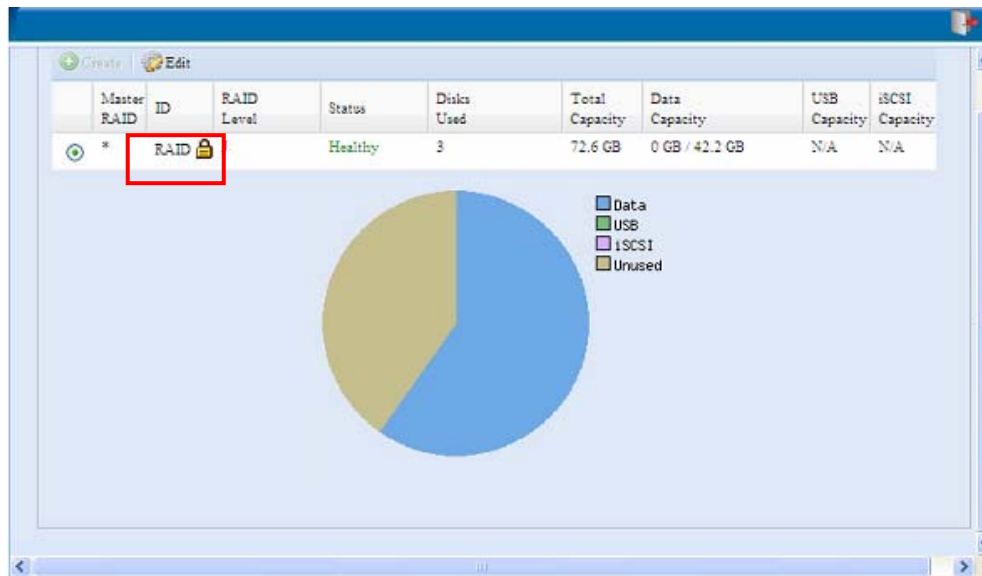 Create Edit
Master RAID ID RAID Level Status Disks Used Total Capacity Data Capacity USB Capacity iSCSI Capacity
* RAID Healthy 3 72.6 GB 0 GB / 42.2 GB N/A N/A
Data
USB
iSCSI
Unused